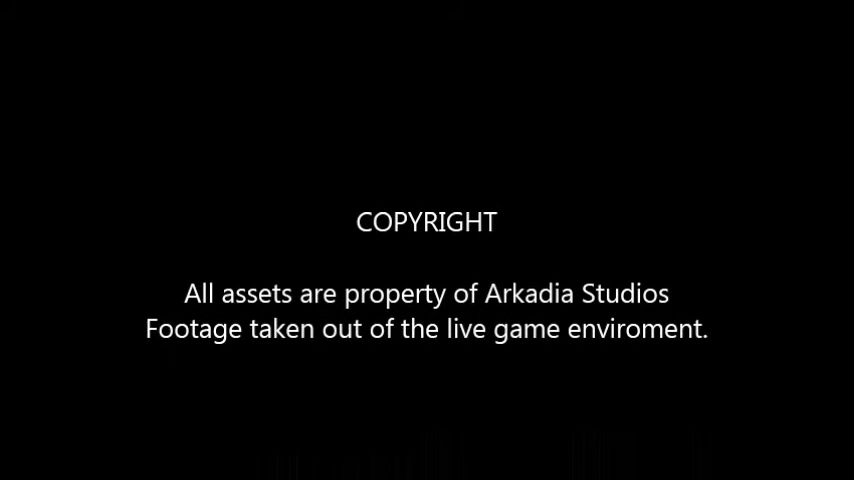 COPYRIGHT
All assets are property of Arkadia Studios
Footage taken out of the live game enviroment.